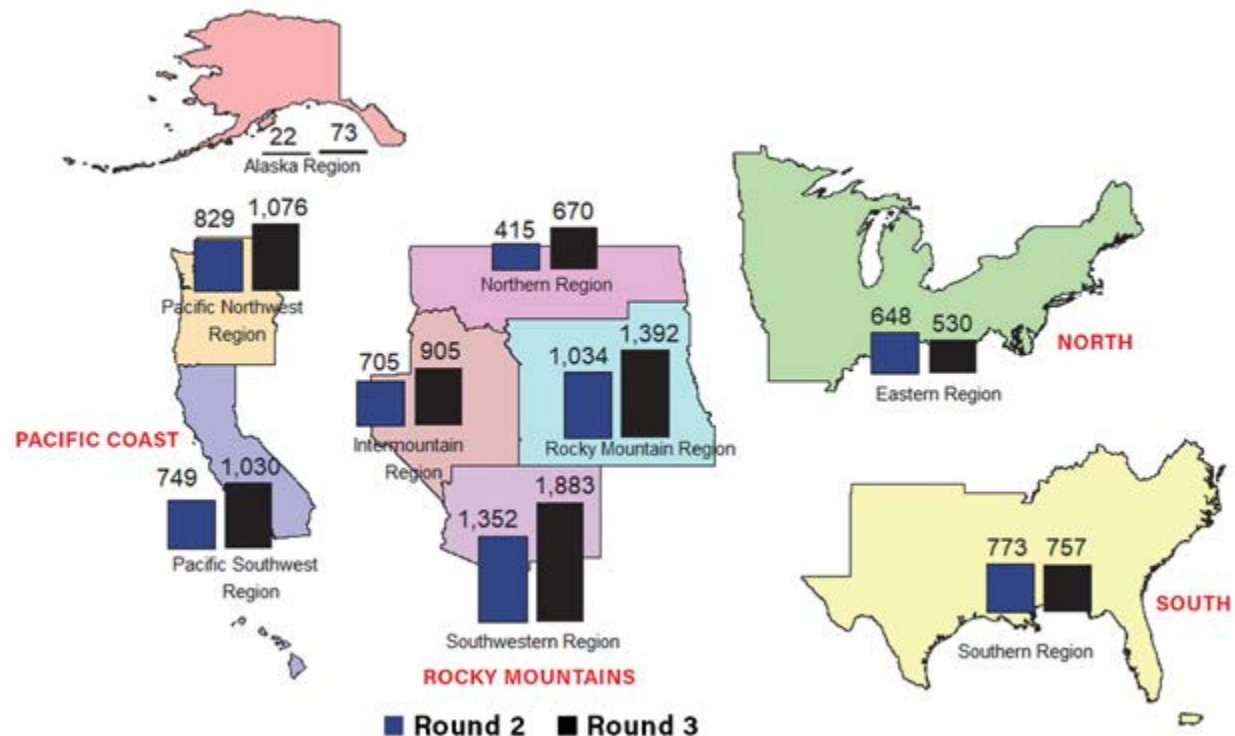 22
73
Alaska Region
829
1,076
Pacific Northwest
Region
415
670
Northern Region
705
905
Intermountain
Region
1,034
1,392
Rocky Mountain Region
648
530
NORTH
Eastern Region
PACIFIC COAST
749
1,030
Pacific Southwest
Region
1,352
1,883
Southwestern Region
ROCKY MOUNTAINS
773
757
SOUTH
Southern Region
Round 2
Round 3